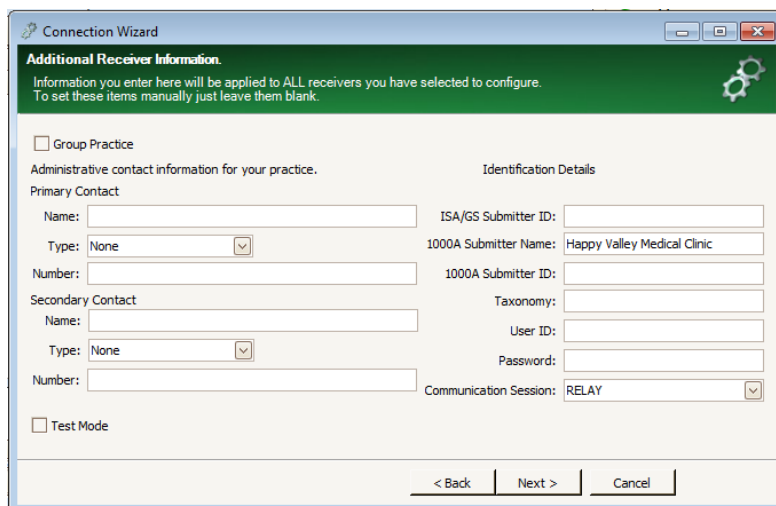 Connection Wizard
Additional Receiver Information.
Information you enter here will be applied to ALL receivers you have selected to configure.
To set these items manually just leave them blank.
Group Practice
Administrative contact information for your practice.
Primary Contact
Name:
Type: None
Number:
Secondary Contact
Name:
Type: None
Number:
Test Mode
Identification Details
ISA/GS Submitter ID:
1000A Submitter Name: Happy Valley Medical Clinic
1000A Submitter ID:
Taxonomy:
User ID:
Password:
Communication Session: RELAY
< Back Next > Cancel